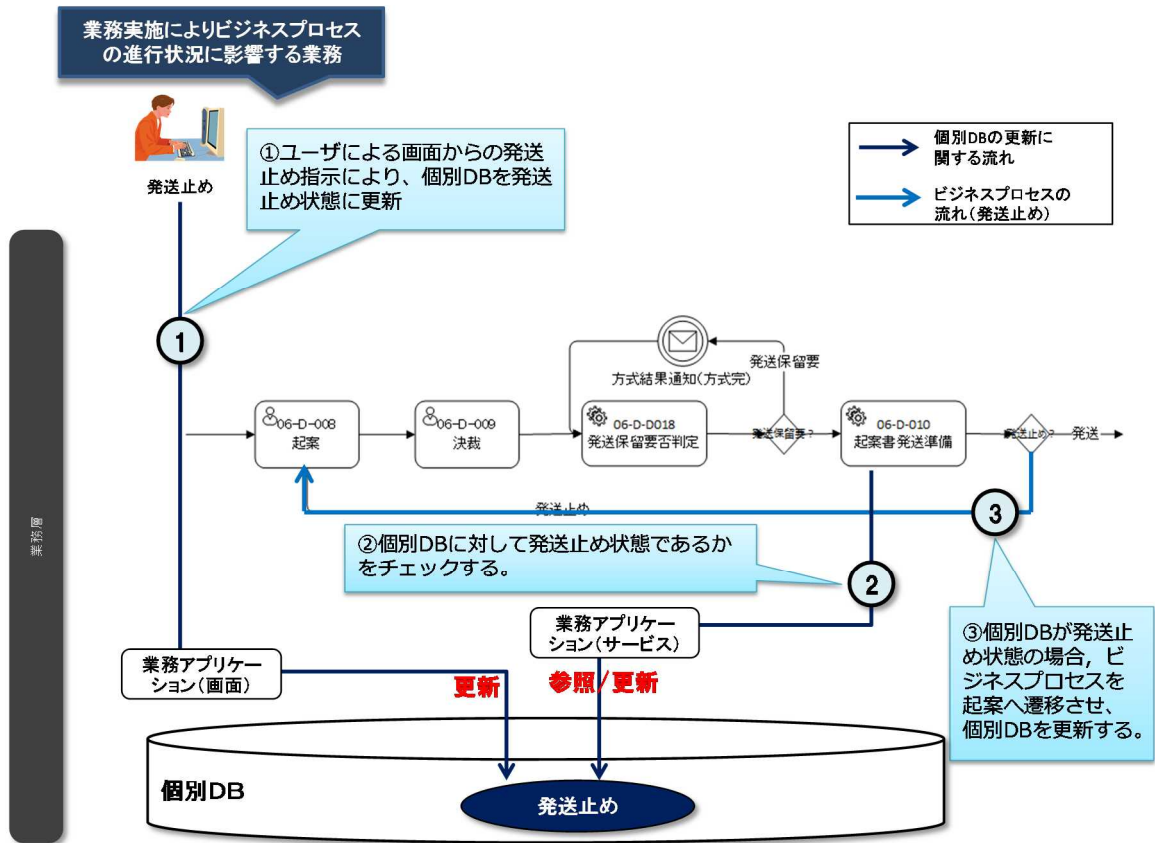 業務実施によりビジネスプロセス
の進行状況に影響する業務
発送止め
①ユーザによる画面からの発送
止め指示により、個別DBを発送
止め状態に更新
個別DBの更新に
関する流れ
ビジネスプロセスの
流れ(発送止め)
業務層
1
方式結果通知(方式完)
発送保留要
06-D-008
起案
06-D-009
決裁
06-D-D018
発送保留要否判定
発送保留要?
06-D-010
起案書発送準備
発送止め?
発送
発送止め
3
②個別DBに対して発送止め状態であるか
をチェックする。
2
③個別DBが発送止
め状態の場合, ビ
ジネスプロセスを
起案へ遷移させ、
個別DBを更新する。
業務アプリケー
ション(サービス)
業務アプリケー
ション(画面)
更新
参照/更新
個別DB
発送止め